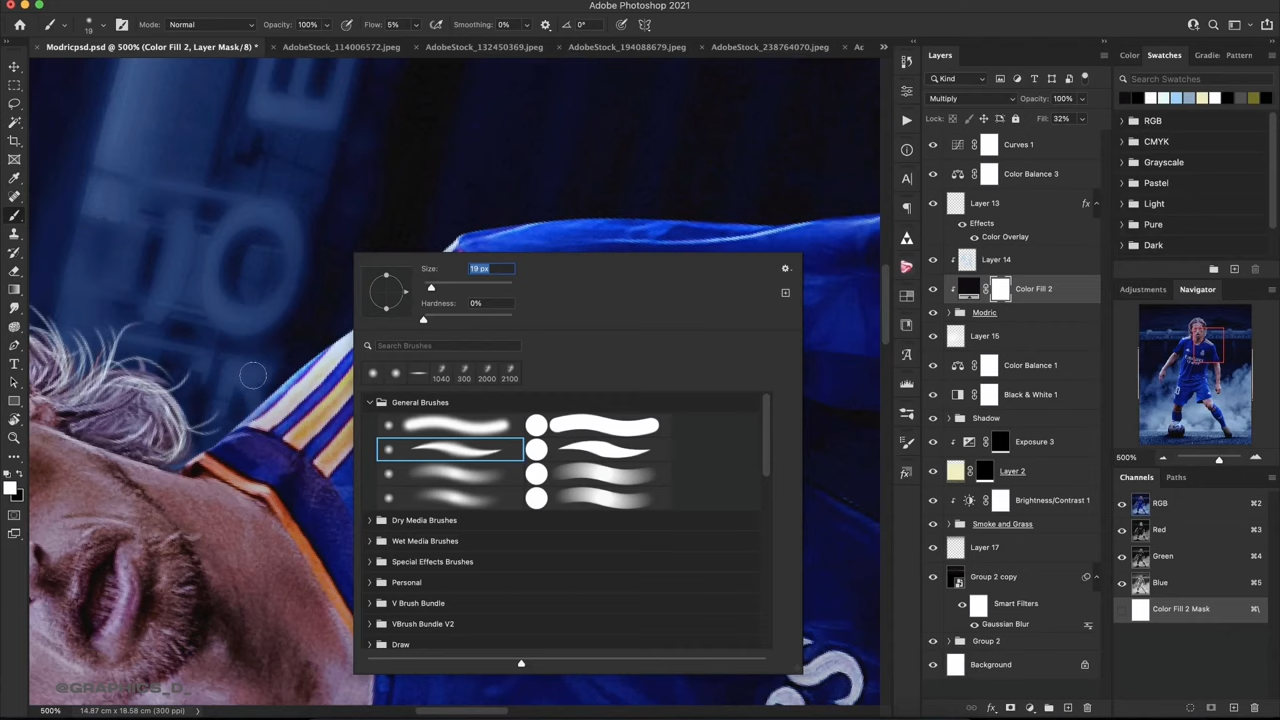 Adobe Photoshop 2021
19
Mode: Normal
Opacity: 100%
Flow: 5%
Smoothing: 0%
0°
Modricpsd.psd @ 500% (Color Fill 2, Layer Mask/8) *
AdobeStock_114006572.jpeg
AdobeStock_132450369.jpeg
AdobeStock_194088679.jpeg
AdobeStock_238764070.jpeg
Size: 19 px
Hardness: 0%
Search Brushes
1040 300 2000 2100
General Brushes
Dry Media Brushes
Wet Media Brushes
Special Effects Brushes
Personal
V Brush Bundle
VBrush Bundle V2
Draw
@GRAPHICS_D_
500%
14.87 cm x 18.58 cm (300 ppi)
Layers
Kind
Multiply
Opacity: 100%
Lock:
Fill: 32%
Curves 1
Color Balance 3
Layer 13
fx
Effects
Color Overlay
Layer 14
Color Fill 2
Modric
Layer 15
Color Balance 1
Black & White 1
Shadow
Exposure 3
Layer 2
Brightness/Contrast 1
Smoke and Grass
Layer 17
Group 2 copy
Smart Filters
Gaussian Blur
Group 2
Background
fx
Color Swatches Gradie Pattern
Search Swatches
RGB
CMYK
Grayscale
Pastel
Light
Pure
Dark
Adjustments Navigator
500%
Channels Paths
RGB ⌘2
Red ⌘3
Green ⌘4
Blue ⌘5
Color Fill 2 Mask ⌘\